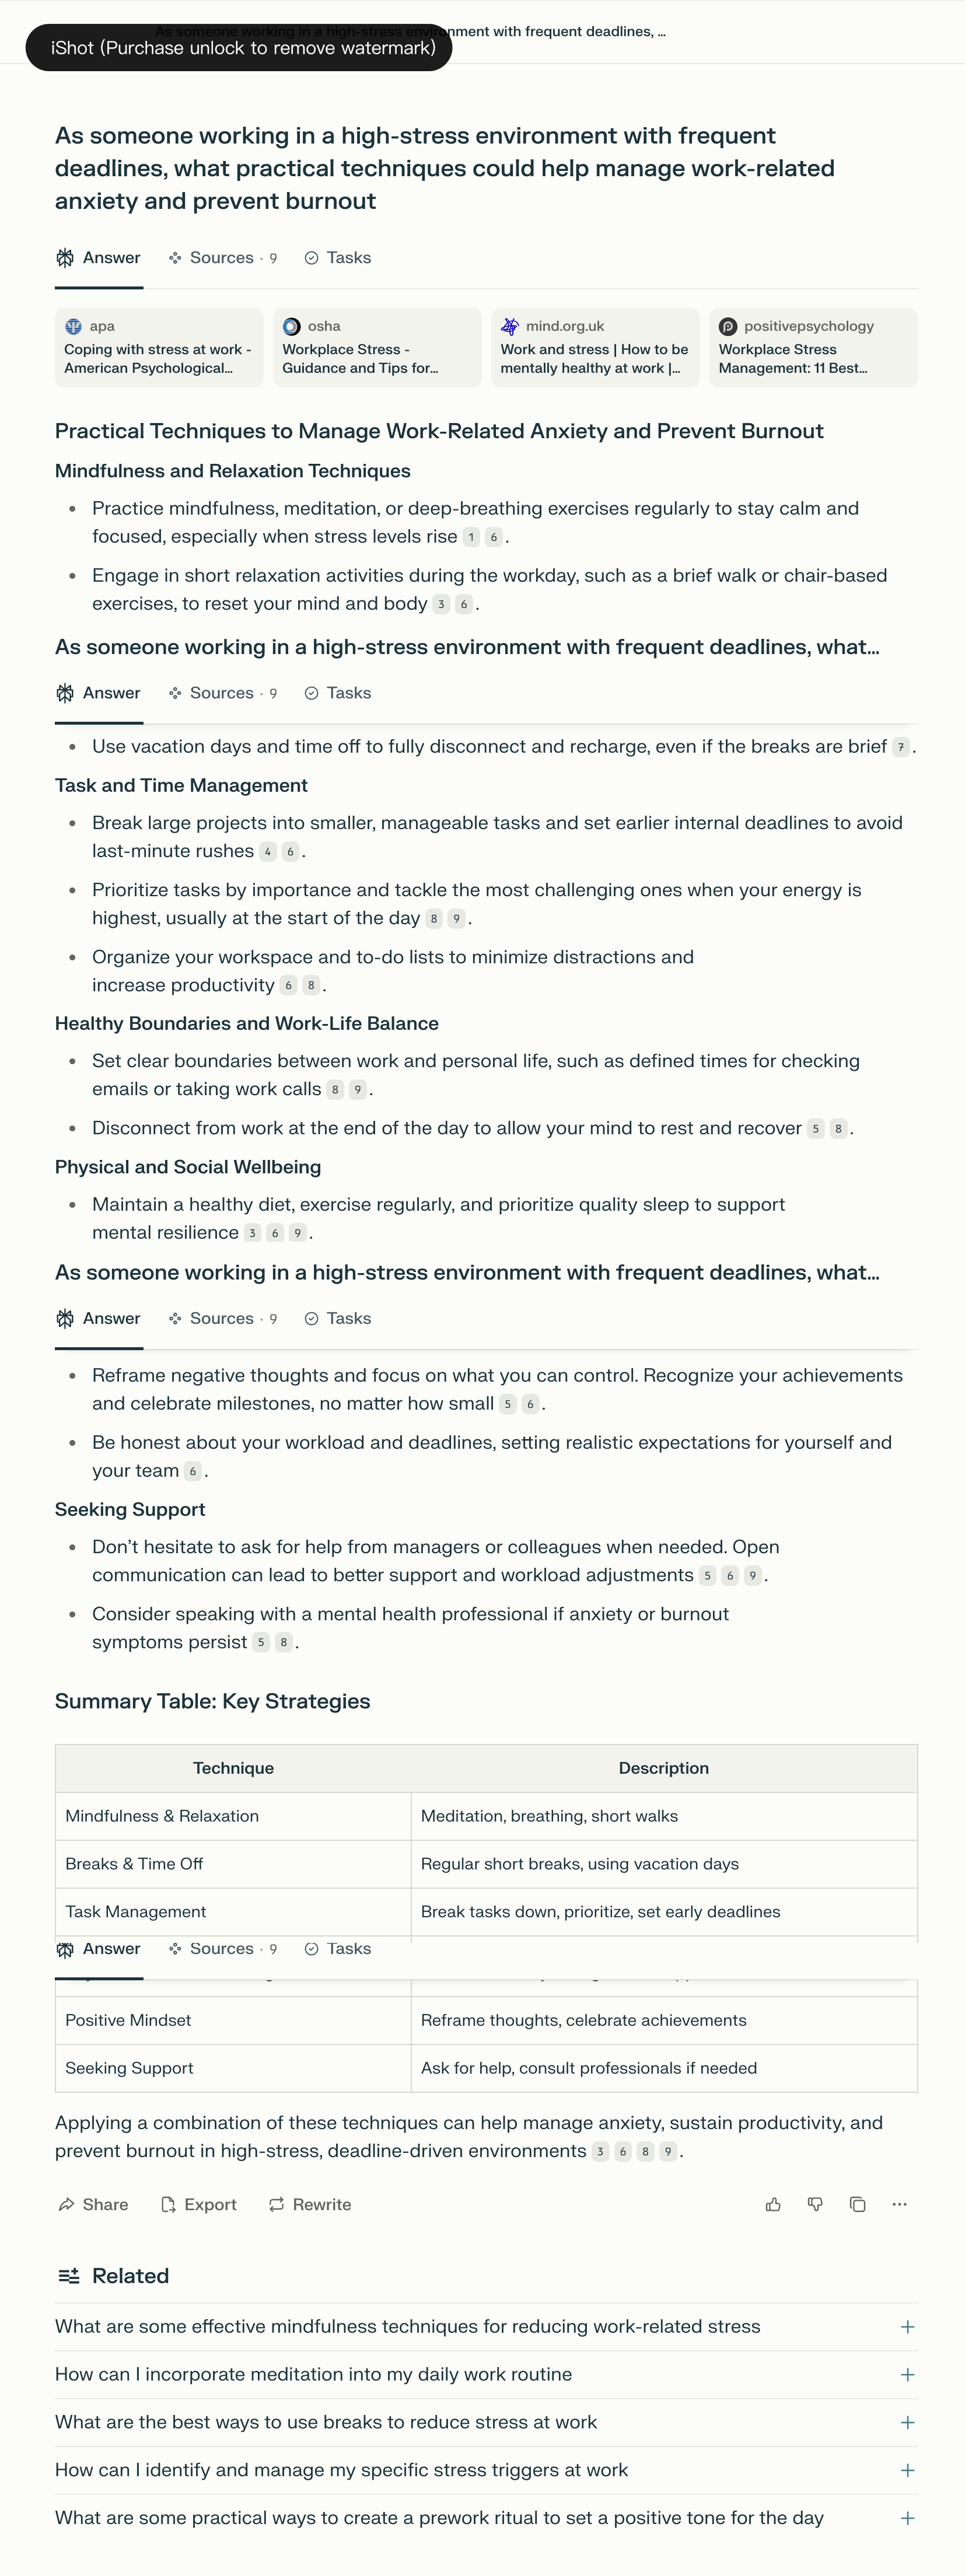 As someone working in a high-stress environment with frequent deadlines, ...
iShot (Purchase unlock to remove watermark)
As someone working in a high-stress environment with frequent
deadlines, what practical techniques could help manage work-related
anxiety and prevent burnout
Answer Sources · 9 Tasks
apa osha mind.org.uk positivepsychology
Coping with stress at work - Workplace Stress - Work and stress | How to be Workplace Stress
American Psychological... Guidance and Tips for... mentally healthy at work |... Management: 11 Best...
Practical Techniques to Manage Work-Related Anxiety and Prevent Burnout
Mindfulness and Relaxation Techniques
• Practice mindfulness, meditation, or deep-breathing exercises regularly to stay calm and
focused, especially when stress levels rise 1 6 .
• Engage in short relaxation activities during the workday, such as a brief walk or chair-based
exercises, to reset your mind and body 3 6 .
As someone working in a high-stress environment with frequent deadlines, what...
Answer Sources · 9 Tasks
• Use vacation days and time off to fully disconnect and recharge, even if the breaks are brief 7 .
Task and Time Management
• Break large projects into smaller, manageable tasks and set earlier internal deadlines to avoid
last-minute rushes 4 6 .
• Prioritize tasks by importance and tackle the most challenging ones when your energy is
highest, usually at the start of the day 8 9 .
• Organize your workspace and to-do lists to minimize distractions and
increase productivity 6 8 .
Healthy Boundaries and Work-Life Balance
• Set clear boundaries between work and personal life, such as defined times for checking
emails or taking work calls 8 9 .
• Disconnect from work at the end of the day to allow your mind to rest and recover 5 8 .
Physical and Social Wellbeing
• Maintain a healthy diet, exercise regularly, and prioritize quality sleep to support
mental resilience 3 6 9 .
As someone working in a high-stress environment with frequent deadlines, what...
Answer Sources · 9 Tasks
• Reframe negative thoughts and focus on what you can control. Recognize your achievements
and celebrate milestones, no matter how small 5 6 .
• Be honest about your workload and deadlines, setting realistic expectations for yourself and
your team 6 .
Seeking Support
• Don't hesitate to ask for help from managers or colleagues when needed. Open
communication can lead to better support and workload adjustments 5 6 9 .
• Consider speaking with a mental health professional if anxiety or burnout
symptoms persist 5 8 .
Summary Table: Key Strategies
Technique Description
Mindfulness & Relaxation Meditation, breathing, short walks
Breaks & Time Off Regular short breaks, using vacation days
Task Management Break tasks down, prioritize, set early deadlines
Answer Sources · 9 Tasks
Positive Mindset Reframe thoughts, celebrate achievements
Seeking Support Ask for help, consult professionals if needed
Applying a combination of these techniques can help manage anxiety, sustain productivity, and
prevent burnout in high-stress, deadline-driven environments 3 6 8 9 .
Share Export Rewrite
Related
What are some effective mindfulness techniques for reducing work-related stress
How can I incorporate meditation into my daily work routine
What are the best ways to use breaks to reduce stress at work
How can I identify and manage my specific stress triggers at work
What are some practical ways to create a prework ritual to set a positive tone for the day